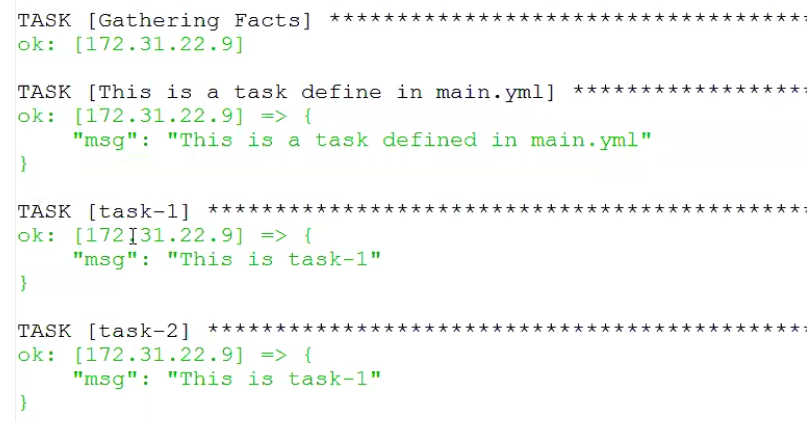 TASK [Gathering Facts] ************************************
ok: [172.31.22.9]
TASK [This is a task define in main.yml] ******************
ok: [172.31.22.9] => {
"msg": "This is a task defined in main.yml"
}
TASK [task-1] *********************************************
ok: [172.31.22.9] => {
"msg": "This is task-1"
}
TASK [task-2] *********************************************
ok: [172.31.22.9] => {
"msg": "This is task-1"
}